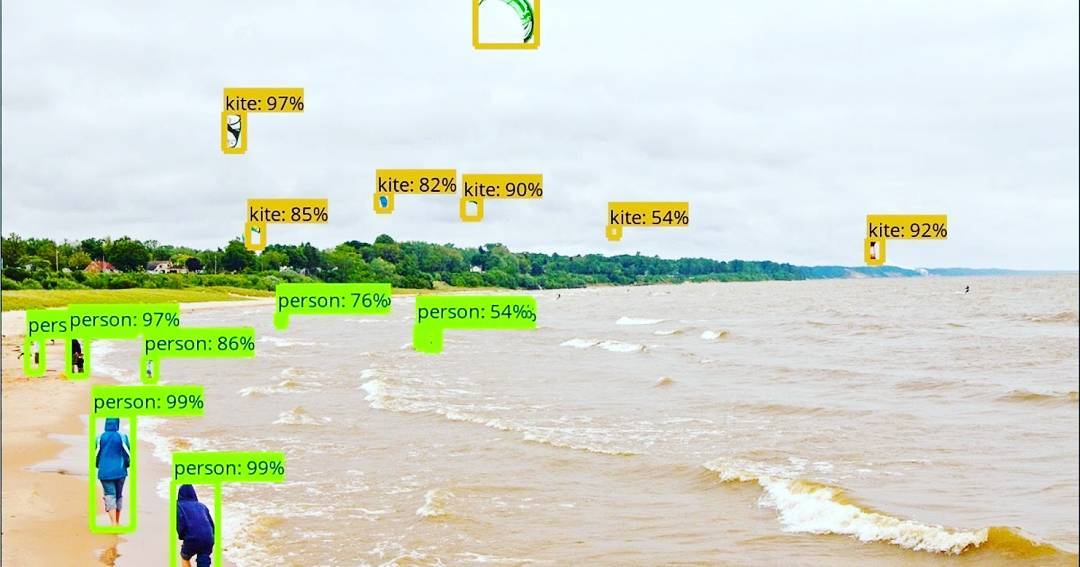 kite: 97%
kite: 82%
kite: 90%
kite: 85%
kite: 54%
kite: 92%
person: 76%
person: 54%
pers
person: 97%
person: 86%
person: 99%
person: 99%